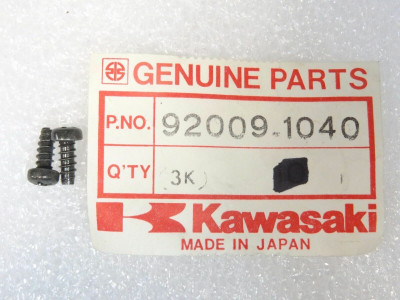 GENUINE PARTS
P.NO. 92009-1040
Q'TY (3K)
Kawasaki
MADE IN JAPAN